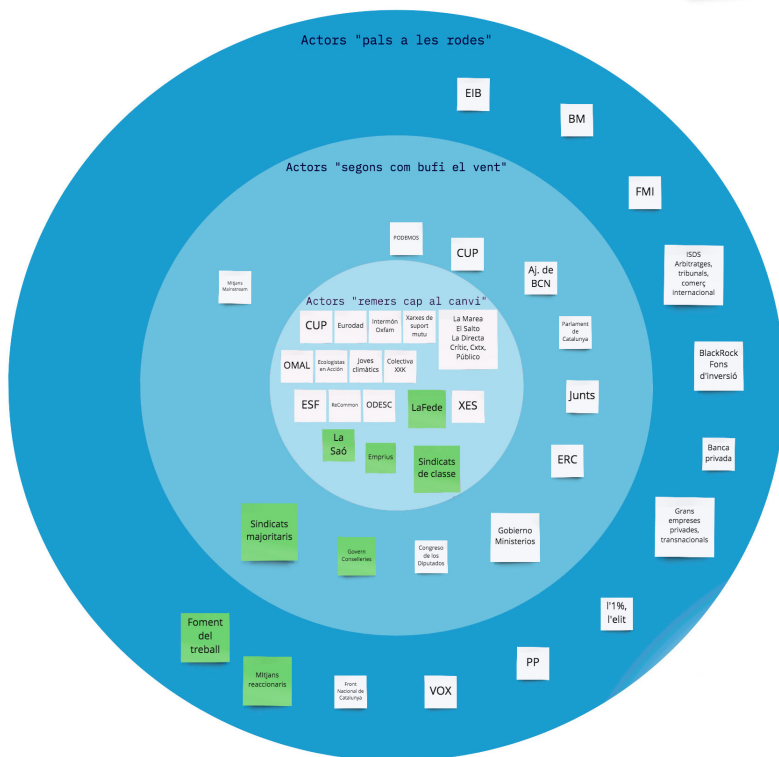 Actors "pals a les rodes"
EIB
BM
FMI
Actors "segons com bufi el vent"
PODEMOS
CUP
Aj. de
BCN
ISDS
Arbitratges,
tribunals,
comerç
internacional
Mitjans
Mainstream
Actors "remers cap al canvi"
CUP
Eurodad
Intermón
Oxfam
Xarxes de
suport
mutu
La Marea
El Salto
La Directa
Crític, Cxtx,
Público
Parlament
de
Catalunya
OMAL
Ecologistas
en Acción
Joves
climàtics
Colectiva
XXK
BlackRock
Fons
d'inversió
ESF
ReCommon
ODESC
LaFede
XES
Junts
La
Saó
Emprius
Sindicats
de classe
ERC
Banca
privada
Sindicats
majoritaris
Govern
Conselleries
Congreso
de los
Diputados
Gobierno
Ministerios
Grans
empreses
privades,
transnacionals
Foment
del
treball
Mitjans
reaccionaris
Front
Nacional de
Catalunya
VOX
PP
l'1%,
l'elit